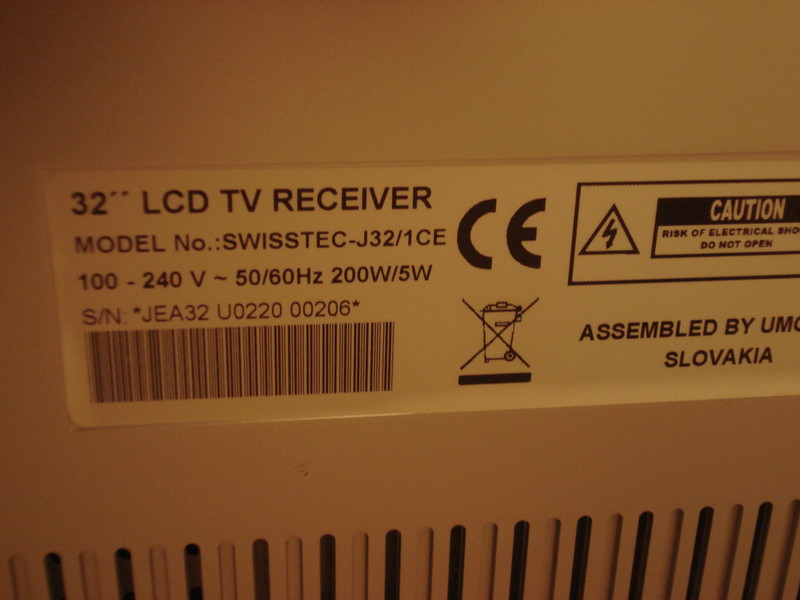 32´´ LCD TV RECEIVER
MODEL No.:SWISSTEC-J32/1CE
100 - 240 V ~ 50/60Hz 200W/5W
S/N: *JEA32 U0220 00206*
CE
CAUTION
RISK OF ELECTRICAL SHO
DO NOT OPEN
ASSEMBLED BY UMC
SLOVAKIA